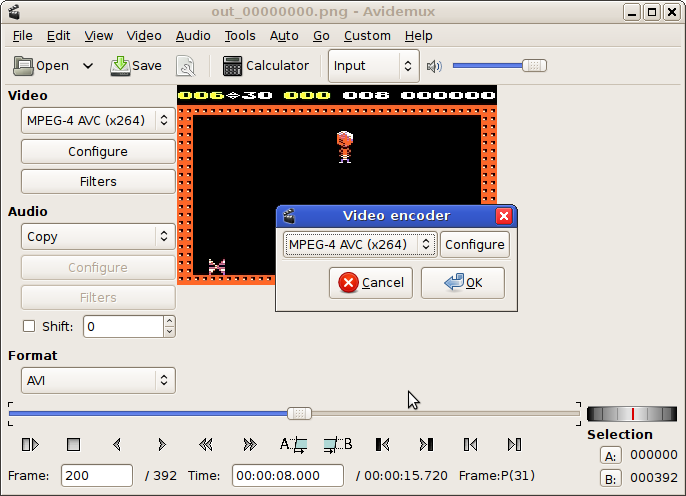 out_00000000.png - Avidemux
File Edit View Video Audio Tools Auto Go Custom Help
Open Save Calculator Input
Video
MPEG-4 AVC (x264)
Configure
Filters
Audio
Copy
Configure
Filters
Shift: 0
Format
AVI
006÷30 000 008 000000
Video encoder
MPEG-4 AVC (x264) Configure
Cancel OK
A B
Selection
A: 000000
B: 000392
Frame: 200 / 392 Time: 00:00:08.000 / 00:00:15.720 Frame:P(31)